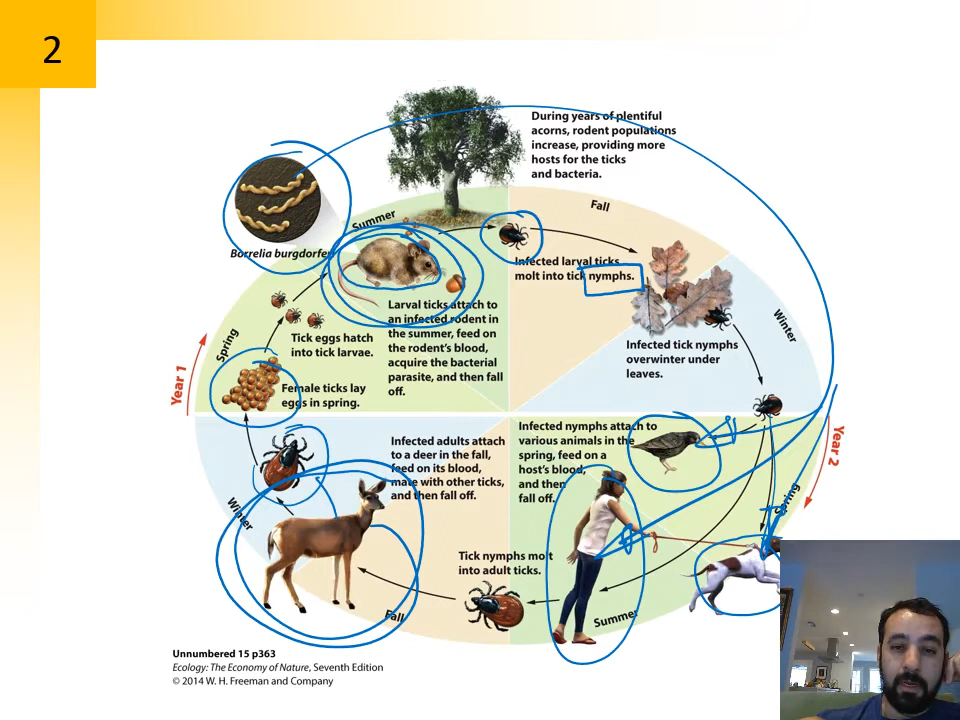 2
During years of plentiful
acorns, rodent populations
increase, providing more
hosts for the ticks
and bacteria.
Summer
Fall
Borrelia burgdorferi
Infected larval ticks
molt into tick nymphs.
Larval ticks attach to
an infected rodent in
the summer, feed on
the rodent's blood,
acquire the bacterial
parasite, and then fall
off.
Winter
Spring
Tick eggs hatch
into tick larvae.
Infected tick nymphs
overwinter under
leaves.
Year 1
Female ticks lay
eggs in spring.
Infected adults attach
to a deer in the fall,
feed on its blood,
mate with other ticks,
and then fall off.
Infected nymphs attach to
various animals in the
spring, feed on a
host's blood,
and then
fall off.
Year 2
Spring
Winter
Tick nymphs molt
into adult ticks.
Fall
Summer
Unnumbered 15 p363
Ecology: The Economy of Nature, Seventh Edition
© 2014 W. H. Freeman and Company